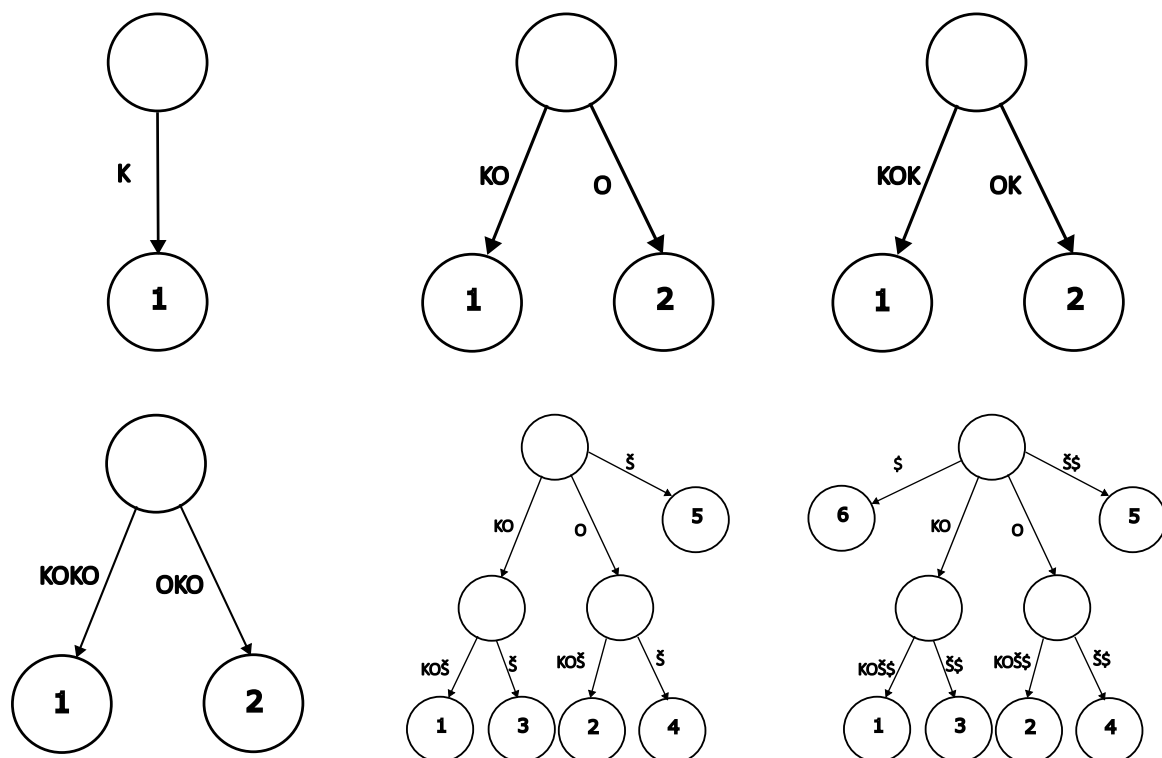 K
KO O
KOK OK
1
1 2
1 2
$ Š ŠŞ
6 5 5
KO O KO O
KOKO OKO
KOŠ Š KOŠ Š KOŠ$ Š$ KOŠ$ Š$
1 2
1 3 2 4
1 3 2 4